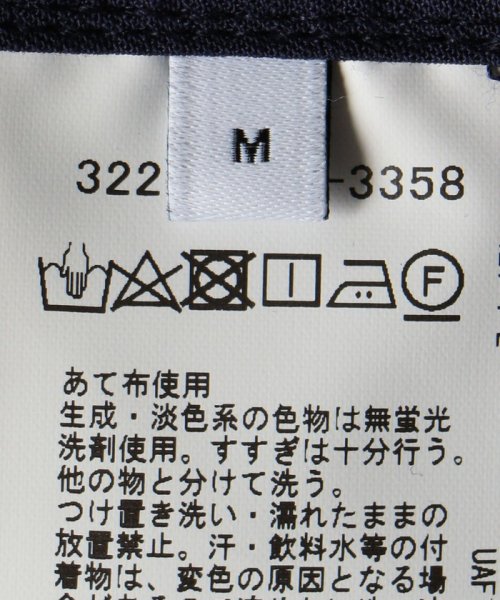 M
322 -3358
F
あて布使用
生成・淡色系の色物は無蛍光
洗剤使用。すすぎは十分行う。
他の物と分けて洗う。
つけ置き洗い・濡れたままの
放置禁止。汗・飲料水等の付
着物は、変色の原因となる場
UAF